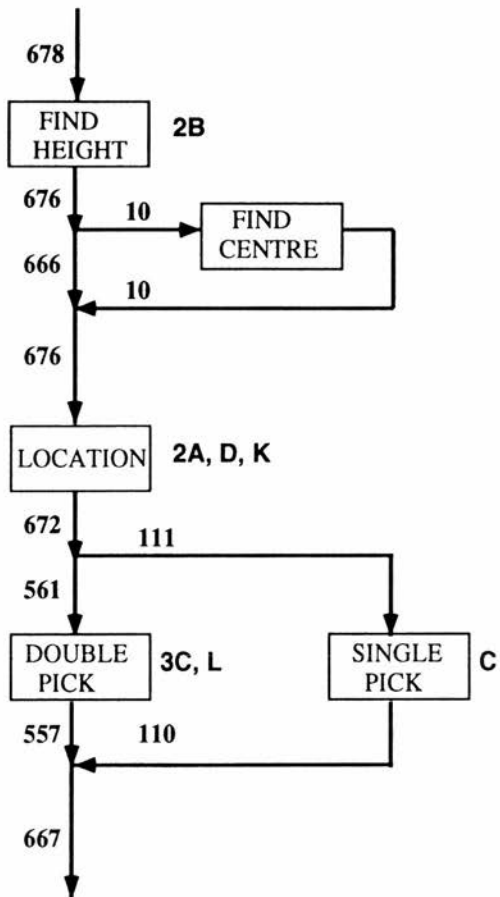 678
FIND
HEIGHT
2B
676
10
FIND
CENTRE
666
10
676
LOCATION
2A, D, K
672
111
561
DOUBLE
PICK
3C, L
SINGLE
PICK
C
557
110
667